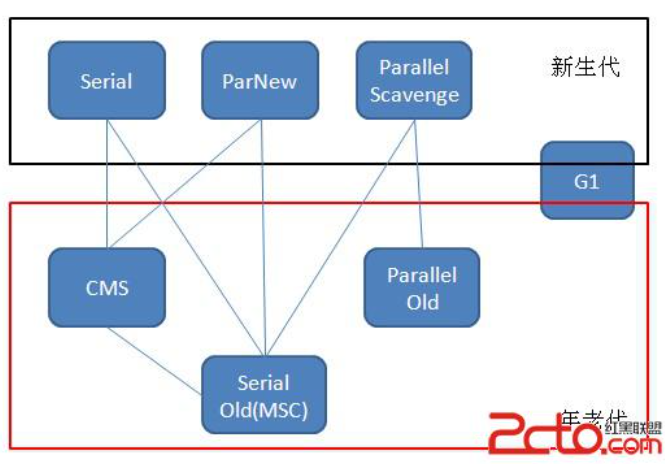 Serial
ParNew
Parallel
Scavenge
新生代
G1
CMS
Parallel
Old
Serial
Old(MSC)
年老代
2cto
红黑联盟
.com